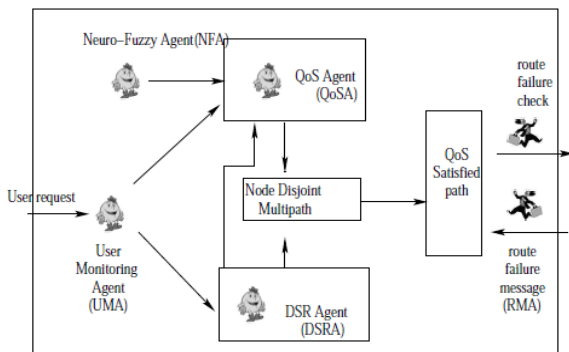 Neuro-Fuzzy Agent(NFA)
QoS Agent
(QoSA)
route
failure
check
QoS
Satisfied
path
User request
Node Disjoint
Multipath
User
Monitoring
Agent
(UMA)
DSR Agent
(DSRA)
route
failure
message
(RMA)